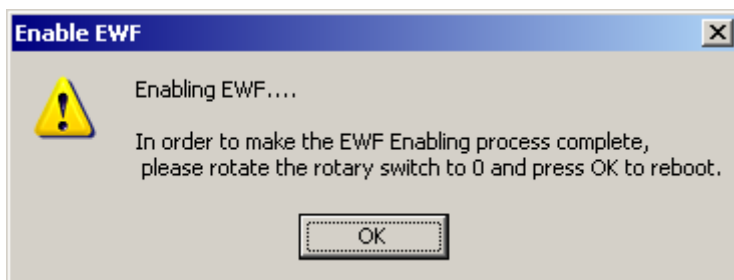 Enable EWF
Enabling EWF....
In order to make the EWF Enabling process complete,
please rotate the rotary switch to 0 and press OK to reboot.
OK